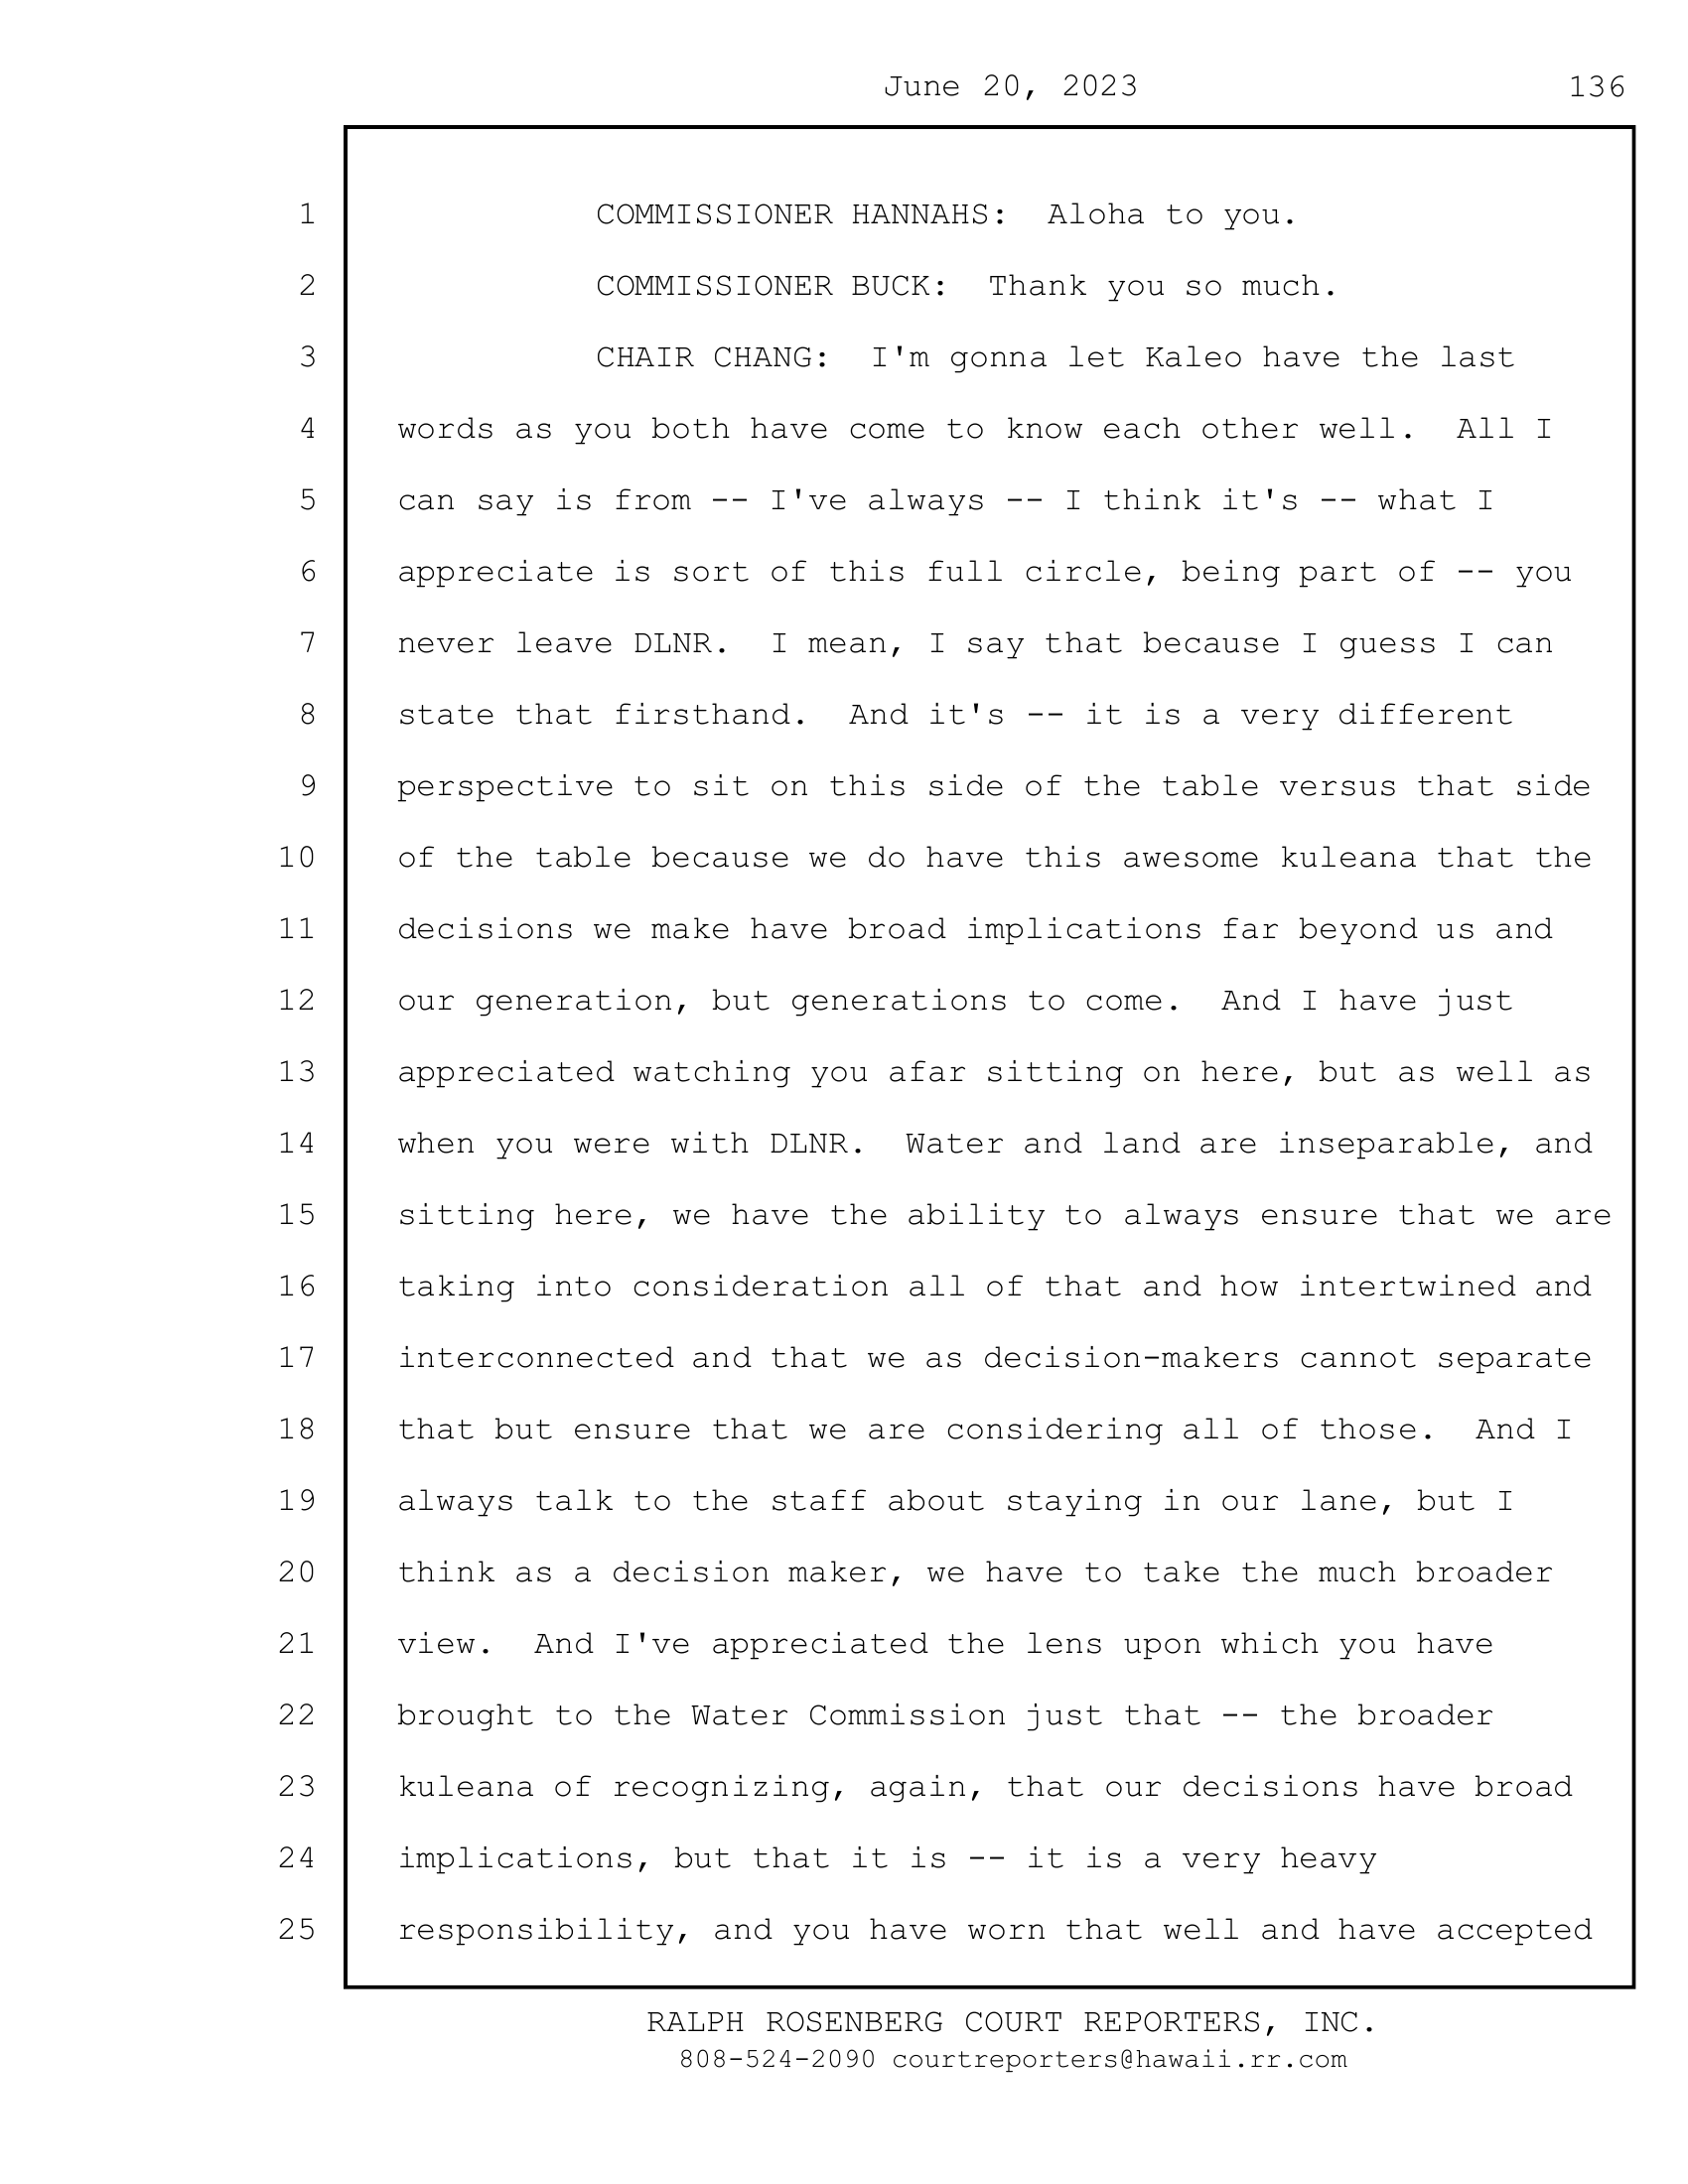 June 20, 2023 136
1 COMMISSIONER HANNAHS:  Aloha to you.
2 COMMISSIONER BUCK:  Thank you so much.
3 CHAIR CHANG:  I'm gonna let Kaleo have the last
4 words as you both have come to know each other well.  All I
5 can say is from -- I've always -- I think it's -- what I
6 appreciate is sort of this full circle, being part of -- you
7 never leave DLNR.  I mean, I say that because I guess I can
8 state that firsthand.  And it's -- it is a very different
9 perspective to sit on this side of the table versus that side
10 of the table because we do have this awesome kuleana that the
11 decisions we make have broad implications far beyond us and
12 our generation, but generations to come.  And I have just
13 appreciated watching you afar sitting on here, but as well as
14 when you were with DLNR.  Water and land are inseparable, and
15 sitting here, we have the ability to always ensure that we are
16 taking into consideration all of that and how intertwined and
17 interconnected and that we as decision-makers cannot separate
18 that but ensure that we are considering all of those.  And I
19 always talk to the staff about staying in our lane, but I
20 think as a decision maker, we have to take the much broader
21 view.  And I've appreciated the lens upon which you have
22 brought to the Water Commission just that -- the broader
23 kuleana of recognizing, again, that our decisions have broad
24 implications, but that it is -- it is a very heavy
25 responsibility, and you have worn that well and have accepted
RALPH ROSENBERG COURT REPORTERS, INC.
808-524-2090 courtreporters@hawaii.rr.com